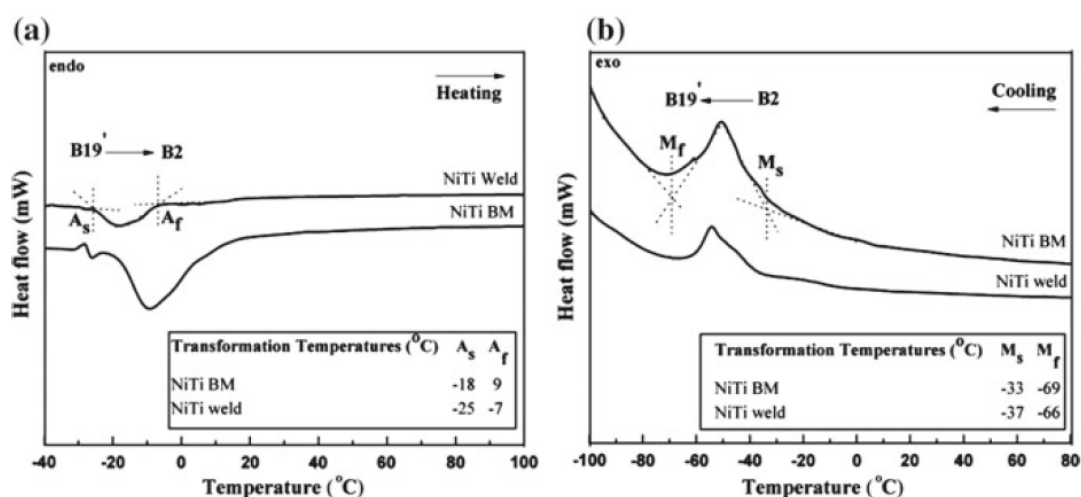 (a)
endo
Heating
B19' B2
NiTi Weld
NiTi BM
As
Af
Heat flow (mW)
Transformation Temperatures (°C) As Af
NiTi BM -18 9
NiTi weld -25 -7
-40 -20 0 20 40 60 80 100
Temperature (°C)
(b)
exo
Cooling
B19' B2
Mf
Ms
NiTi BM
NiTi weld
Heat flow (mW)
Transformation Temperatures (°C) Ms Mf
NiTi BM -33 -69
NiTi weld -37 -66
-100 -80 -60 -40 -20 0 20 40 60 80
Temperature (°C)